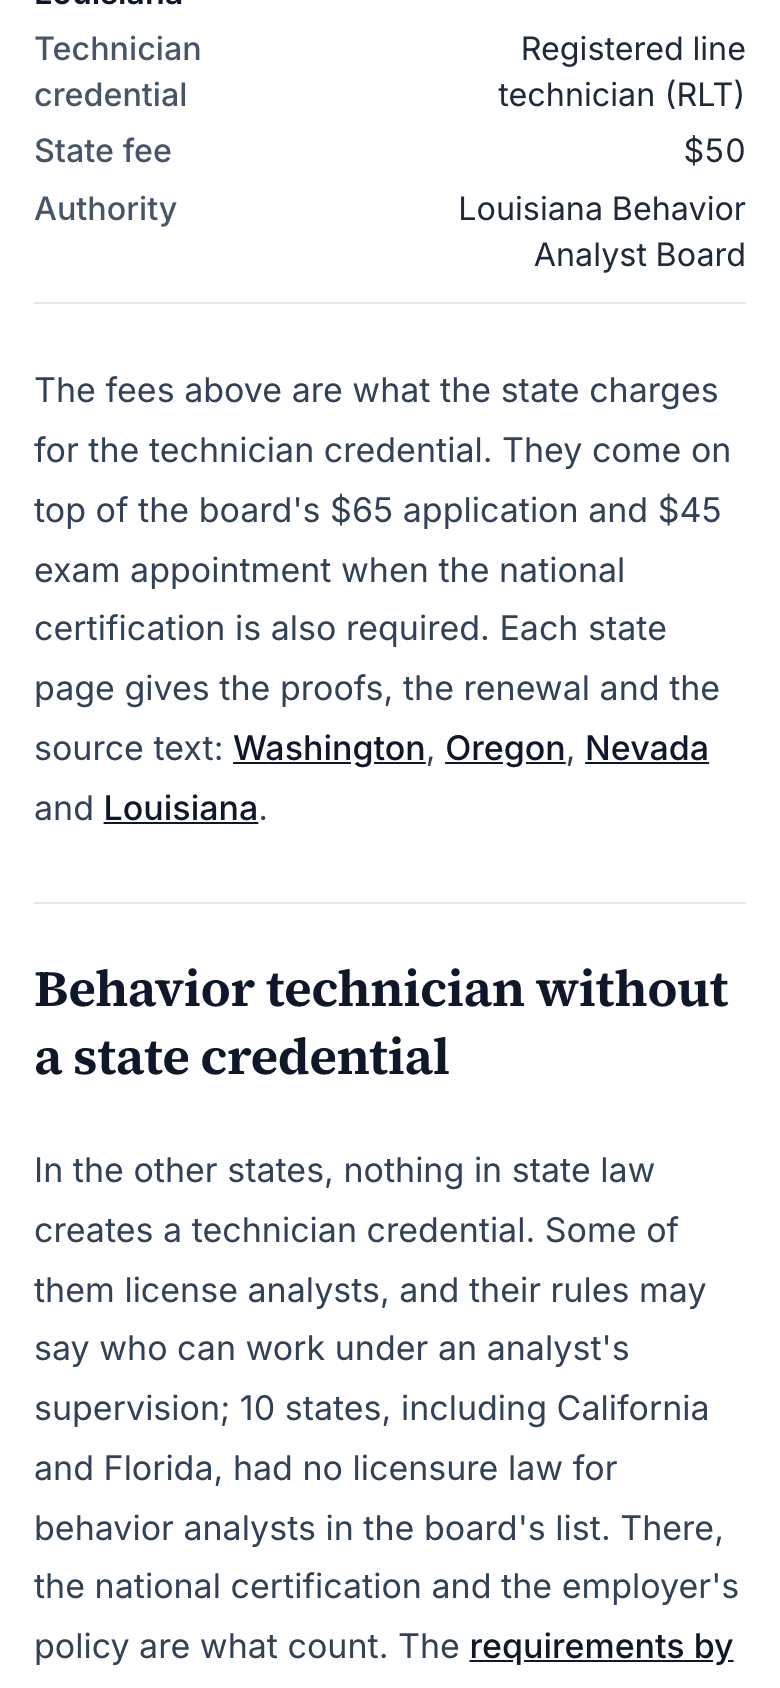 Louisiana
Technician credential
Registered line technician (RLT)
State fee
$50
Authority
Louisiana Behavior Analyst Board
The fees above are what the state charges
for the technician credential. They come on
top of the board's $65 application and $45
exam appointment when the national
certification is also required. Each state
page gives the proofs, the renewal and the
source text: Washington, Oregon, Nevada
and Louisiana.
Behavior technician without
a state credential
In the other states, nothing in state law
creates a technician credential. Some of
them license analysts, and their rules may
say who can work under an analyst's
supervision; 10 states, including California
and Florida, had no licensure law for
behavior analysts in the board's list. There,
the national certification and the employer's
policy are what count. The requirements by